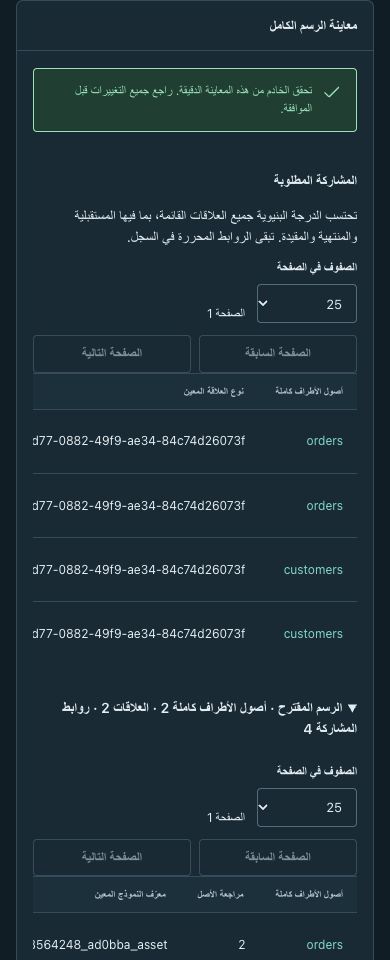 معاينة الرسم الكامل
تحقق الخادم من هذه المعاينة الدقيقة. راجع جميع التغييرات قبل
الموافقة.
المشاركة المطلوبة
تحتسب الدرجة البنيوية جميع العلاقات القائمة، بما فيها المستقبلية
والمنتهية والمقيدة. تبقى الروابط المحررة في السجل.
الصفوف في الصفحة
25
الصفحة 1
الصفحة السابقة
الصفحة التالية
أصول الأطراف كاملة
نوع العلاقة المعين
orders
d77-0882-49f9-ae34-84c74d26073f
orders
d77-0882-49f9-ae34-84c74d26073f
customers
d77-0882-49f9-ae34-84c74d26073f
customers
d77-0882-49f9-ae34-84c74d26073f
▼ الرسم المقترح · أصول الأطراف كاملة 2 · العلاقات 2 · روابط
المشاركة 4
الصفوف في الصفحة
25
الصفحة 1
الصفحة السابقة
الصفحة التالية
أصول الأطراف كاملة
مراجعة الأصل
معرّف النموذج المعين
orders
2
3564248_ad0bba_asset